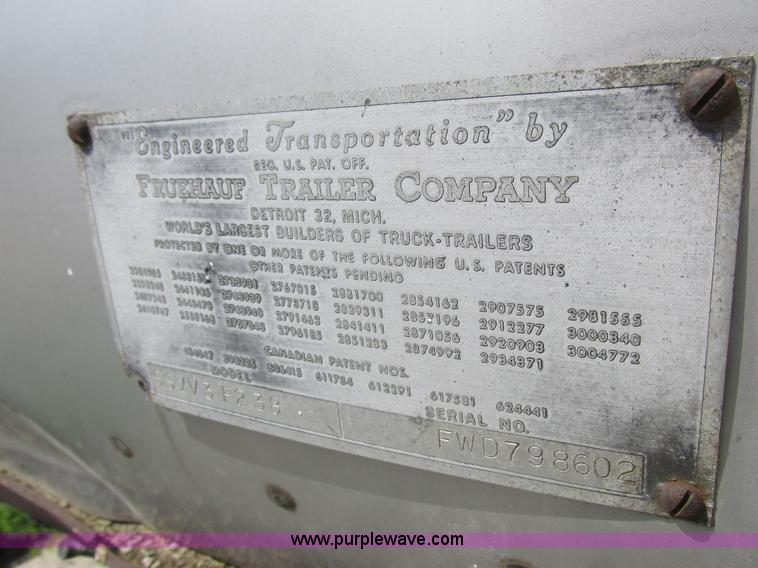 "Engineered Transportation" by
REG. U.S. PAT. OFF.
FRUEHAUF TRAILER COMPANY
DETROIT 32, MICH.
WORLD'S LARGEST BUILDERS OF TRUCK-TRAILERS
PROTECTED BY ONE OR MORE OF THE FOLLOWING U.S. PATENTS
OTHER PATENTS PENDING
2767015 2831700 2854162 2907575 2981555
2773718 2839311 2857196 2912277 3000340
2791463 2841411 2871056 2920903 3004772
2796185 2851283 2874992 2934371
CANADIAN PATENT NOS.
606415 611784 612291 617581 624441
MODEL SERIAL NO.
FWD798602
www.purplewave.com